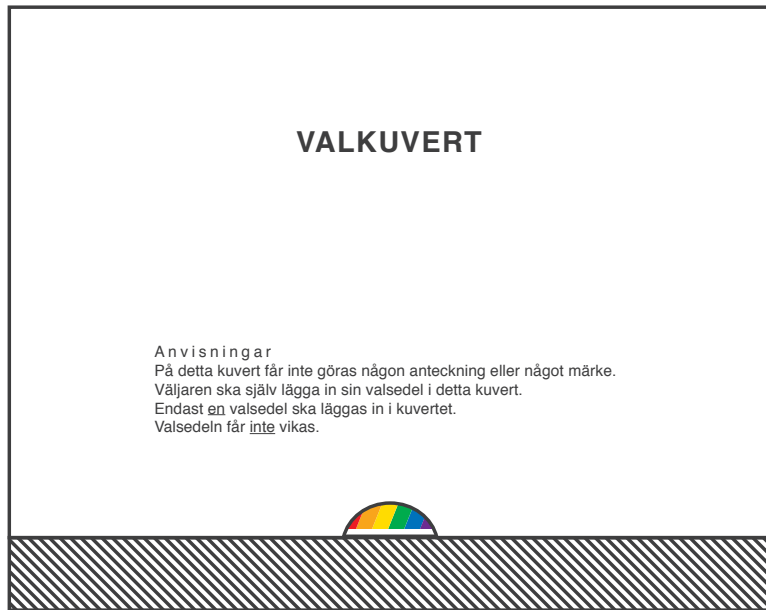 VALKUVERT
Anvisningar
På detta kuvert får inte göras någon anteckning eller något märke.
Väljaren ska själv lägga in sin valsedel i detta kuvert.
Endast en valsedel ska läggas in i kuvertet.
Valsedeln får inte vikas.